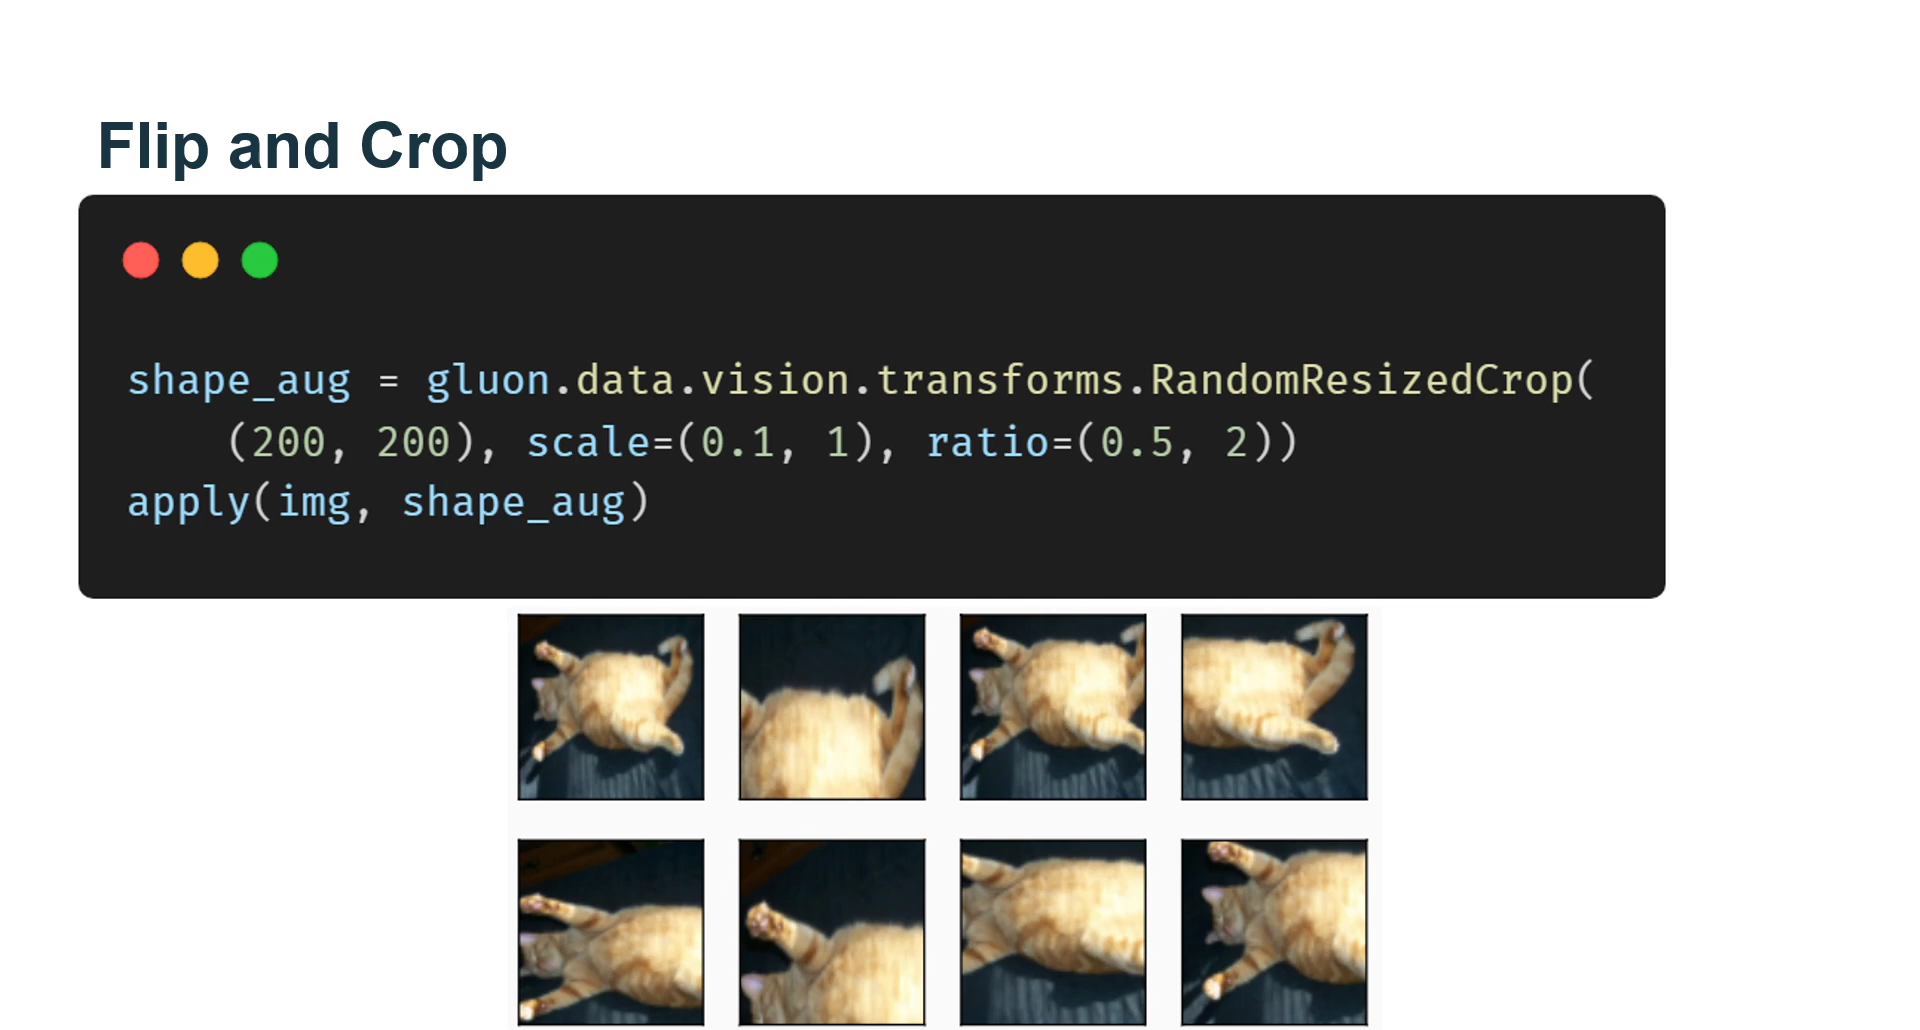 Flip and Crop
shape_aug = gluon.data.vision.transforms.RandomResizedCrop(
    (200, 200), scale=(0.1, 1), ratio=(0.5, 2))
apply(img, shape_aug)